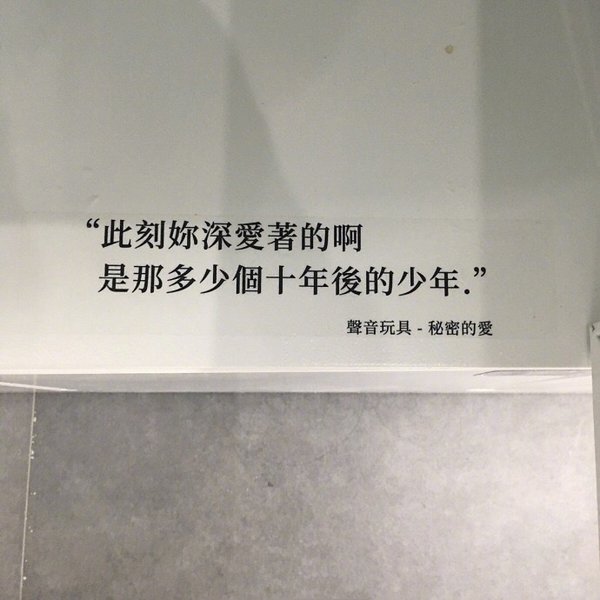 “此刻妳深愛著的啊
是那多少個十年後的少年.”
聲音玩具 - 秘密的愛